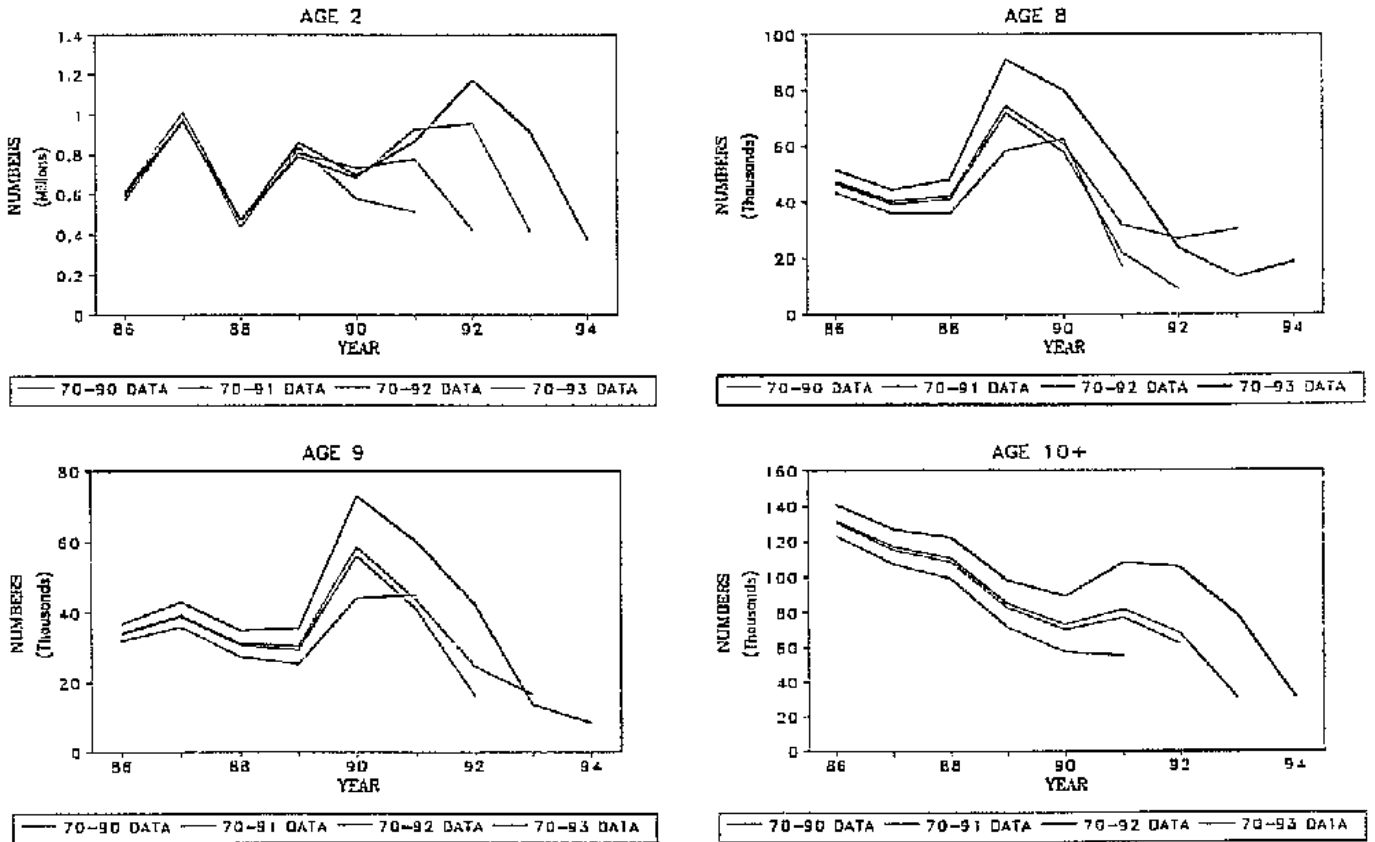 AGE 2
1.4
1.2
1
0.8
0.6
0.4
0.2
0
NUMBERS
(Millions)
86 88 90 92 94
YEAR
70-90 DATA 70-91 DATA 70-92 DATA 70-93 DATA
AGE 8
100
80
60
40
20
0
NUMBERS
(Thousands)
86 88 90 92 94
YEAR
70-90 DATA 70-91 DATA 70-92 DATA 70-93 DATA
AGE 9
80
60
40
20
0
NUMBERS
(Thousands)
86 88 90 92 94
YEAR
70-90 DATA 70-91 DATA 70-92 DATA 70-93 DATA
AGE 10+
160
140
120
100
80
60
40
20
0
NUMBERS
(Thousands)
86 88 90 92 94
YEAR
70-90 DATA 70-91 DATA 70-92 DATA 70-93 DATA